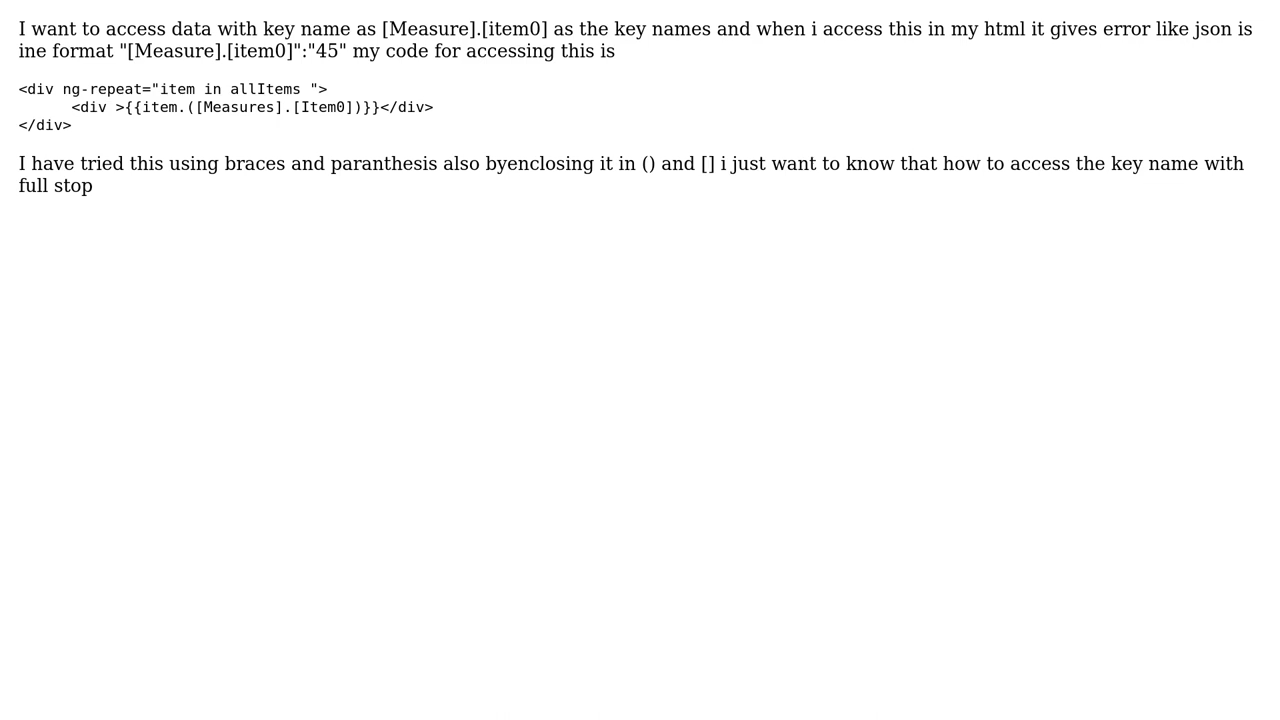 I want to access data with key name as [Measure].[item0] as the key names and when i access this in my html it gives error like json is
ine format "[Measure].[item0]":"45" my code for accessing this is
<div ng-repeat="item in allItems ">
      <div >{{item.([Measures].[Item0])}}</div>
</div>
I have tried this using braces and paranthesis also byenclosing it in () and [] i just want to know that how to access the key name with
full stop